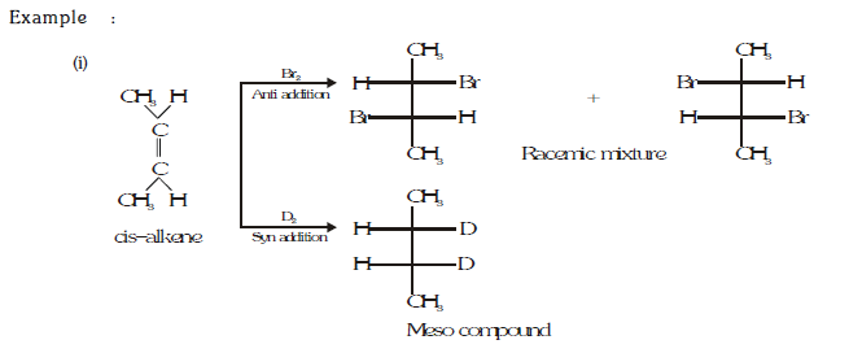 Example :
(i)
CH₃ H
C
C
CH₃ H
cis-alkene
Br₂
Anti addition
CH₃
H Br
Br H
CH₃
+
CH₃
Br H
H Br
CH₃
Racemic mixture
D₂
Syn addition
CH₃
H D
H D
CH₃
Meso compound